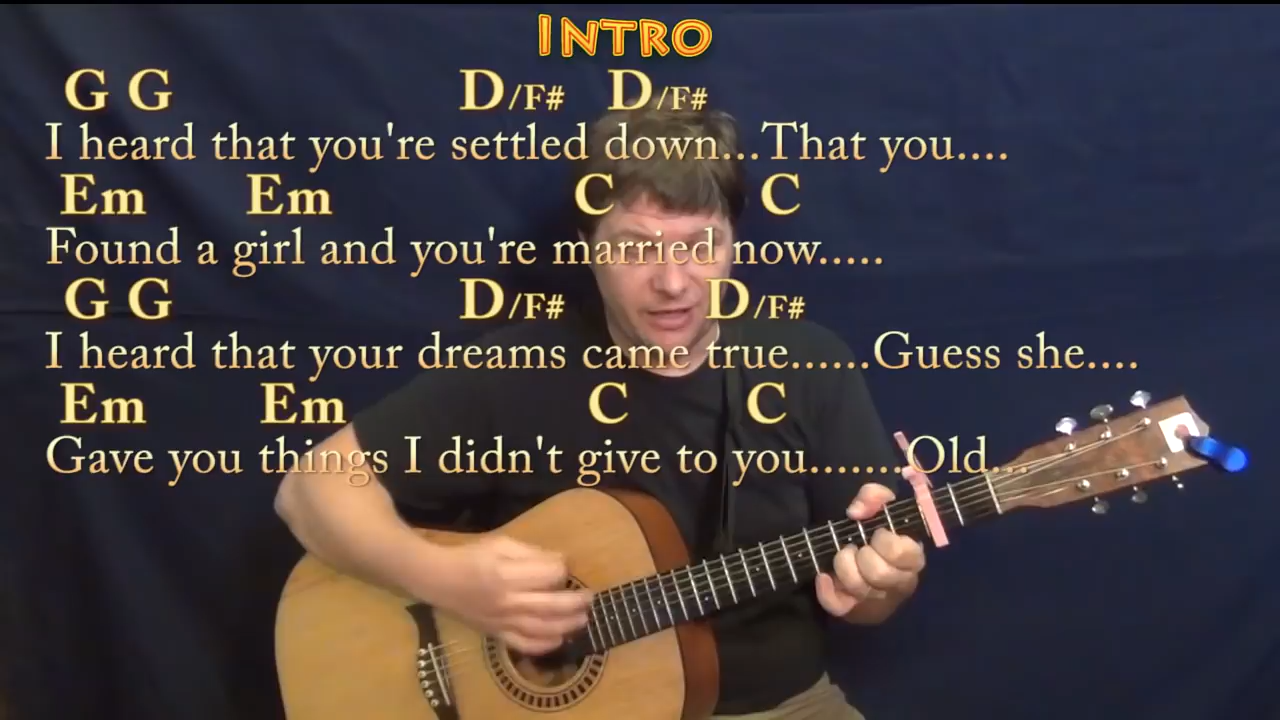 INTRO
G G D/F# D/F#
I heard that you're settled down...That you....
Em Em C C
Found a girl and you're married now.....
G G D/F# D/F#
I heard that your dreams came true......Guess she....
Em Em C C
Gave you things I didn't give to you.......Old...